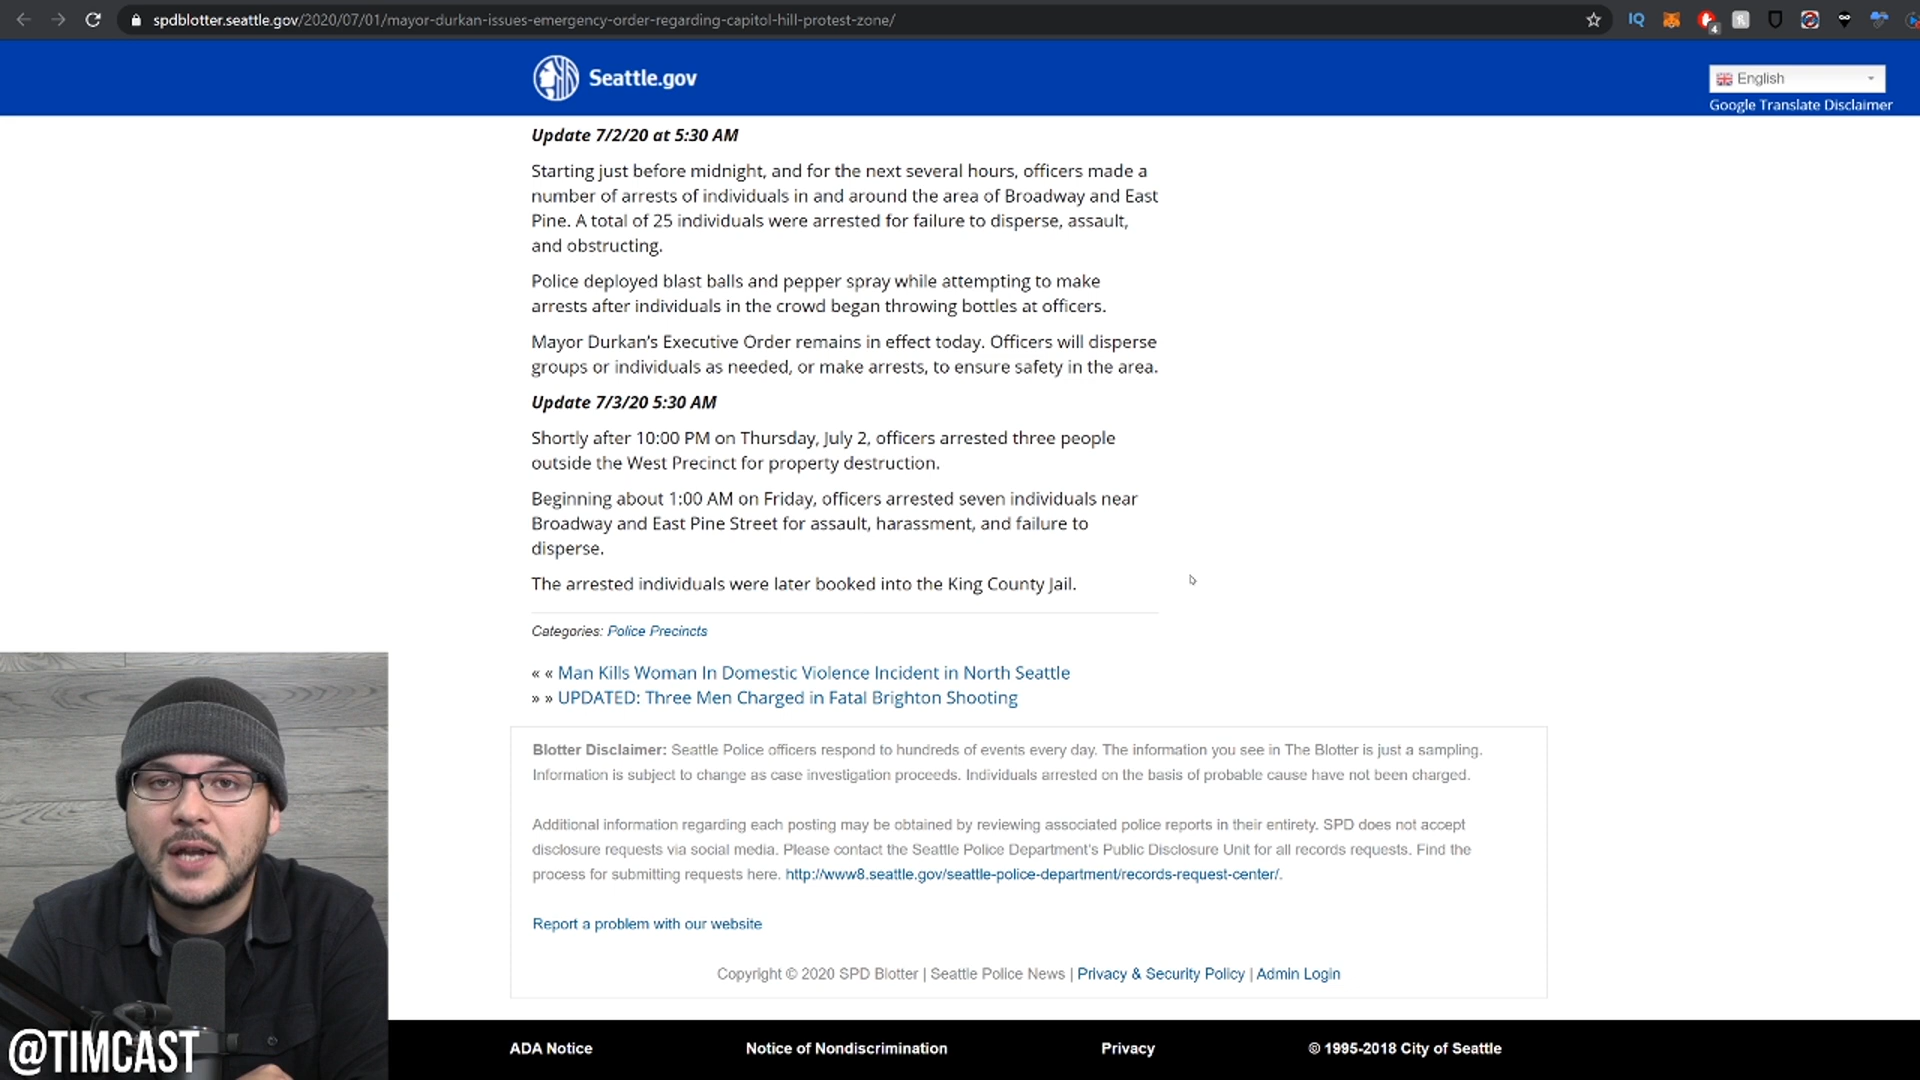 spdblotter.seattle.gov/2020/07/01/mayor-durkan-issues-emergency-order-regarding-capitol-hill-protest-zone/
IQ
4
Seattle.gov
English
Google Translate Disclaimer
Update 7/2/20 at 5:30 AM
Starting just before midnight, and for the next several hours, officers made a
number of arrests of individuals in and around the area of Broadway and East
Pine. A total of 25 individuals were arrested for failure to disperse, assault,
and obstructing.
Police deployed blast balls and pepper spray while attempting to make
arrests after individuals in the crowd began throwing bottles at officers.
Mayor Durkan’s Executive Order remains in effect today. Officers will disperse
groups or individuals as needed, or make arrests, to ensure safety in the area.
Update 7/3/20 5:30 AM
Shortly after 10:00 PM on Thursday, July 2, officers arrested three people
outside the West Precinct for property destruction.
Beginning about 1:00 AM on Friday, officers arrested seven individuals near
Broadway and East Pine Street for assault, harassment, and failure to
disperse.
The arrested individuals were later booked into the King County Jail.
Categories: Police Precincts
« « Man Kills Woman In Domestic Violence Incident in North Seattle
» » UPDATED: Three Men Charged in Fatal Brighton Shooting
Blotter Disclaimer: Seattle Police officers respond to hundreds of events every day. The information you see in The Blotter is just a sampling.
Information is subject to change as case investigation proceeds. Individuals arrested on the basis of probable cause have not been charged.
Additional information regarding each posting may be obtained by reviewing associated police reports in their entirety. SPD does not accept
disclosure requests via social media. Please contact the Seattle Police Department's Public Disclosure Unit for all records requests. Find the
process for submitting requests here. http://www8.seattle.gov/seattle-police-department/records-request-center/.
Report a problem with our website
Copyright © 2020 SPD Blotter | Seattle Police News | Privacy & Security Policy | Admin Login
@TIMCAST
ADA Notice
Notice of Nondiscrimination
Privacy
© 1995-2018 City of Seattle